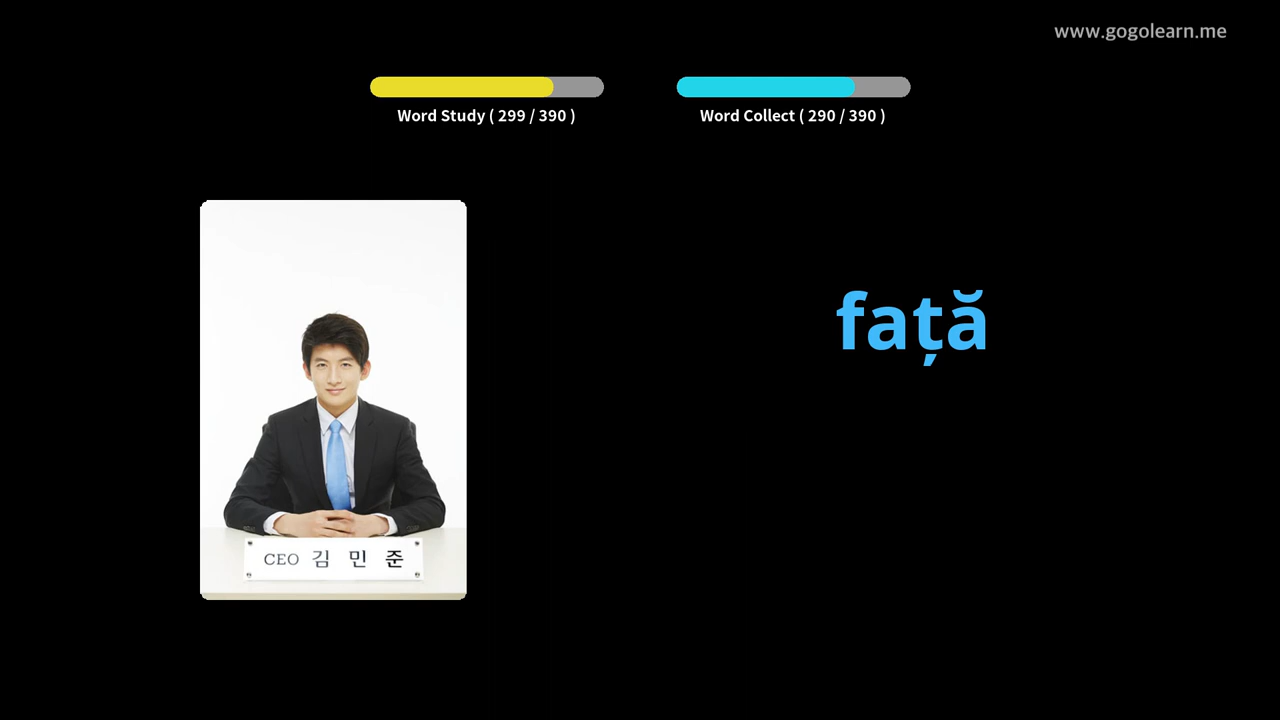 www.gogolearn.me
Word Study ( 299 / 390 )
Word Collect ( 290 / 390 )
față
CEO 김 민 준